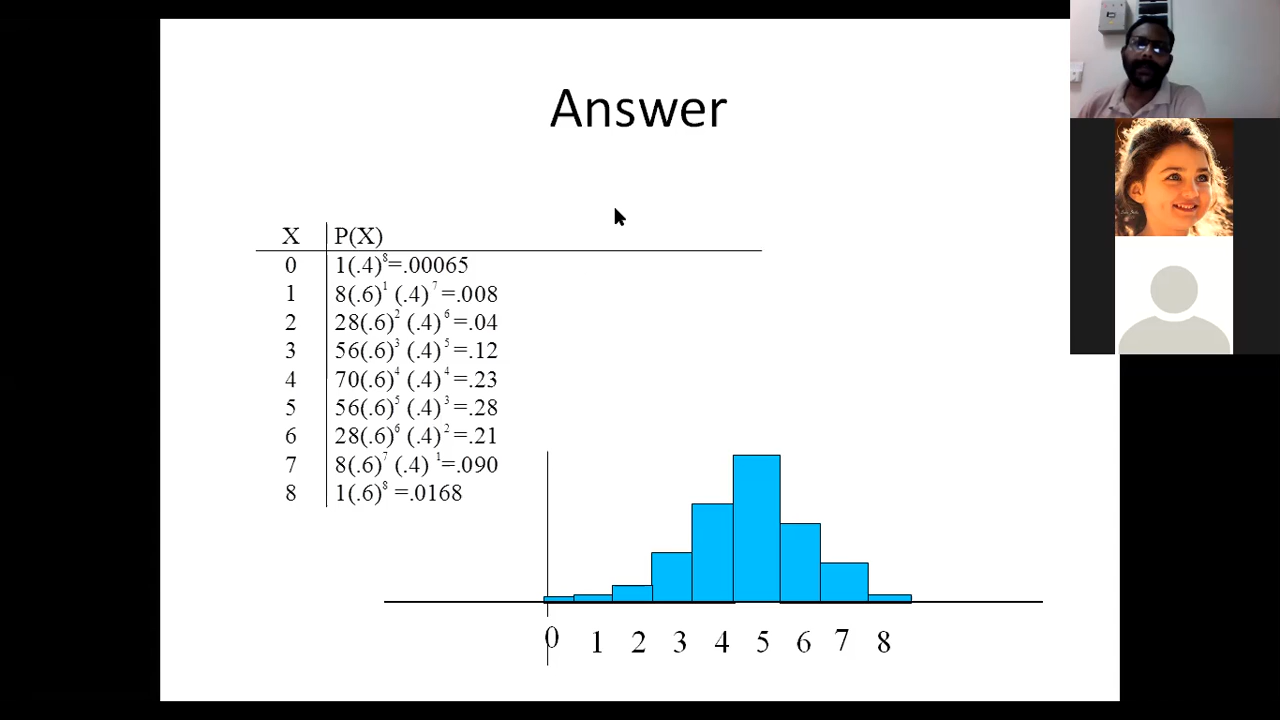 Answer
X P(X)
0 1(.4)⁸=.00065
1 8(.6)¹ (.4)⁷ =.008
2 28(.6)² (.4)⁶ =.04
3 56(.6)³ (.4)⁵ =.12
4 70(.6)⁴ (.4)⁴ =.23
5 56(.6)⁵ (.4)³ =.28
6 28(.6)⁶ (.4)² =.21
7 8(.6)⁷ (.4)¹=.090
8 1(.6)⁸ =.0168
0 1 2 3 4 5 6 7 8